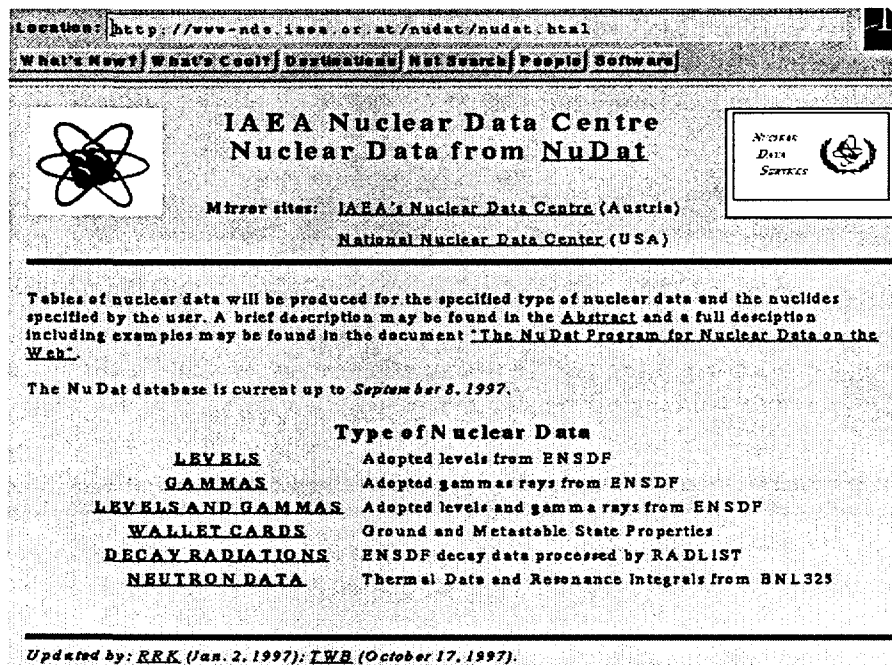 Location: http://www-nds.iaea.or.at/nudat/nudat.html
What's New? What's Cool? Destinations Net Search People Software
IAEA Nuclear Data Centre
Nuclear Data from NuDat
NUCLEAR
DATA
SERVICES
Mirror sites: IAEA's Nuclear Data Centre (Austria)
National Nuclear Data Center (USA)
Tables of nuclear data will be produced for the specified type of nuclear data and the nuclides
specified by the user. A brief description may be found in the Abstract and a full desciption
including examples may be found in the document "The NuDat Program for Nuclear Data on the
Web".
The NuDat database is current up to September 8, 1997.
Type of Nuclear Data
LEVELS Adopted levels from ENSDF
GAMMAS Adopted gammas rays from ENSDF
LEVELS AND GAMMAS Adopted levels and gamma rays from ENSDF
WALLET CARDS Ground and Metastable State Properties
DECAY RADIATIONS ENSDF decay data processed by RADLIST
NEUTRON DATA Thermal Data and Resonance Integrals from BNL325
Updated by: RRK (Jan. 2, 1997); TWB (October 17, 1997).